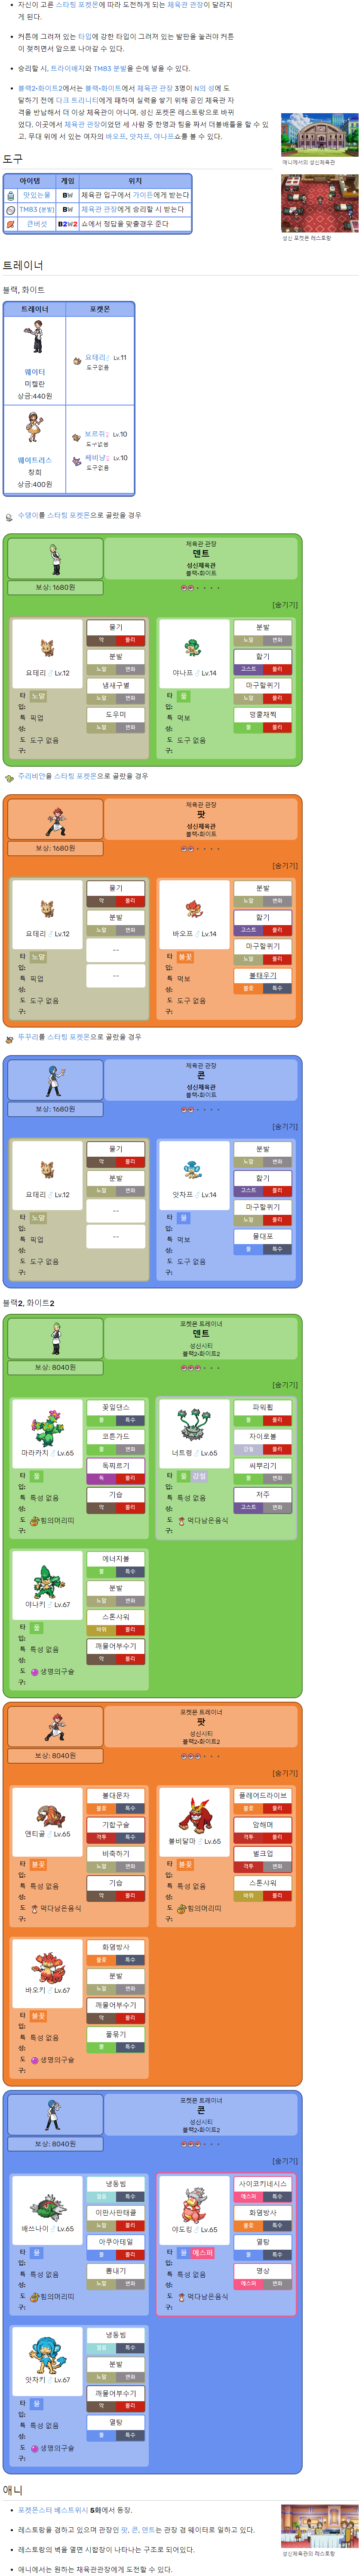 자신이 고른 스타팅 포켓몬에 따라 도전하게 되는 체육관 관장이 달라지
게 된다.
커튼에 그려져 있는 타입에 강한 타입이 그려져 있는 발판을 눌러야 커튼
이 젖혀면서 앞으로 나아갈 수 있다.
승리할 시, 트라이배지와 TM83 분발을 손에 넣을 수 있다.
블랙2·화이트2에서는 블랙·화이트에서 체육관 관장 3명이 N의 성에 도
달하기 전에 다크 트리니티에게 패하여 실력을 쌓기 위해 공인 체육관 자
격을 반납해서 더 이상 체육관이 아니며, 포켓몬 레스토랑으로 바뀌
었다, 이곳에서 체육관 관장이었던 세 사람 중 한명과 팀을 짜서 더블배틀을 할 수 있
고, 무대 위에 서 있는 여자의 바오프, 앗차프, 야나프쇼를 볼 수 있다.
애니에서의 성신체육관
성신 포켓몬 레스토랑
도구
아이템 게임 위치
맛있는물 BW 체육관 입구에서 가이드에게 받는다
TM83 (분발) BW 체육관 관장에게 승리할 시 받는다
큰버섯 B2W2 쇼에서 정답을 맞출경우 준다
트레이너
블랙, 화이트
트레이너 포켓몬
웨이터
미켈란
상금:440원
요테리♂ Lv.11
도구없음
웨이트리스
창희
상금:400원
보르쥐♀ Lv.10
도구없음
쌔비냥♀ Lv.10
도구없음
수댕이를 스타팅 포켓몬으로 골랐을 경우
체육관 관장
덴트
성신체육관
블랙·화이트
보상: 1680원
[숨기기]
요테리♂ Lv.12
타입: 노말
특성: 픽업
도구: 도구 없음
물기
악 물리
분발
노말 변화
냄새구별
노말 변화
도우미
노말 변화
야나프♂ Lv.14
타입: 풀
특성: 먹보
도구: 도구 없음
분발
노말 변화
핥기
고스트 물리
마구할퀴기
노말 물리
덩굴채찍
풀 물리
주리비얀을 스타팅 포켓몬으로 골랐을 경우
체육관 관장
팟
성신체육관
블랙·화이트
보상: 1680원
[숨기기]
요테리♂ Lv.12
타입: 노말
특성: 픽업
도구: 도구 없음
물기
악 물리
분발
노말 변화
--
--
바오프♂ Lv.14
타입: 불꽃
특성: 먹보
도구: 도구 없음
분발
노말 변화
핥기
고스트 물리
마구할퀴기
노말 물리
불태우기
불꽃 특수
뚜꾸리를 스타팅 포켓몬으로 골랐을 경우
체육관 관장
콘
성신체육관
블랙·화이트
보상: 1680원
[숨기기]
요테리♂ Lv.12
타입: 노말
특성: 픽업
도구: 도구 없음
물기
악 물리
분발
노말 변화
--
--
앗차프♂ Lv.14
타입: 물
특성: 먹보
도구: 도구 없음
분발
노말 변화
핥기
고스트 물리
마구할퀴기
노말 물리
물대포
물 특수
블랙2, 화이트2
포켓몬 트레이너
덴트
성신시티
블랙2·화이트2
보상: 8040원
[숨기기]
마라카치♂ Lv.65
타입: 풀
특성: 특성 없음
도구: 힘의머리띠
꽃잎댄스
풀 특수
코튼가드
풀 변화
독찌르기
독 물리
기습
악 물리
너트령♂ Lv.65
타입: 풀 강철
특성: 특성 없음
도구: 먹다남은음식
파워휩
풀 물리
자이로볼
강철 물리
씨뿌리기
풀 변화
저주
고스트 변화
야나키♂ Lv.67
타입: 풀
특성: 특성 없음
도구: 생명의구슬
에너지볼
풀 특수
분발
노말 변화
스톤샤워
바위 물리
깨물어부수기
악 물리
포켓몬 트레이너
팟
성신시티
블랙2·화이트2
보상: 8040원
[숨기기]
앤티골♂ Lv.65
타입: 불꽃
특성: 특성 없음
도구: 먹다남은음식
불대문자
불꽃 특수
기합구슬
격투 특수
비축하기
노말 변화
기습
악 물리
불비달마♂ Lv.65
타입: 불꽃
특성: 특성 없음
도구: 힘의머리띠
플레어드라이브
불꽃 물리
암해머
격투 물리
벌크업
격투 변화
스톤샤워
바위 물리
바오키♂ Lv.67
타입: 불꽃
특성: 특성 없음
도구: 생명의구슬
화염방사
불꽃 특수
분발
노말 변화
깨물어부수기
악 물리
풀묶기
풀 특수
포켓몬 트레이너
콘
성신시티
블랙2·화이트2
보상: 8040원
[숨기기]
배쓰나이♂ Lv.65
타입: 물
특성: 특성 없음
도구: 힘의머리띠
냉동빔
얼음 특수
이판사판태클
노말 물리
아쿠아테일
물 물리
뽐내기
노말 변화
야도킹♂ Lv.65
타입: 물 에스퍼
특성: 특성 없음
도구: 먹다남은음식
사이코키네시스
에스퍼 특수
화염방사
불꽃 특수
열탕
물 특수
명상
에스퍼 변화
앗차키♂ Lv.67
타입: 물
특성: 특성 없음
도구: 생명의구슬
냉동빔
얼음 특수
분발
노말 변화
깨물어부수기
악 물리
열탕
물 특수
애니
포켓몬스터 베스트위시 5화에서 등장.
레스토랑을 겸하고 있으며 관장인 팟, 콘, 덴트는 관장 겸 웨이터로 일하고 있다.
레스토랑의 벽을 열면 시합장이 나타나는 구조로 되어있다.
애니에서는 원하는 채육관관장에게 도전할 수 있다.
성신체육관의 레스토랑